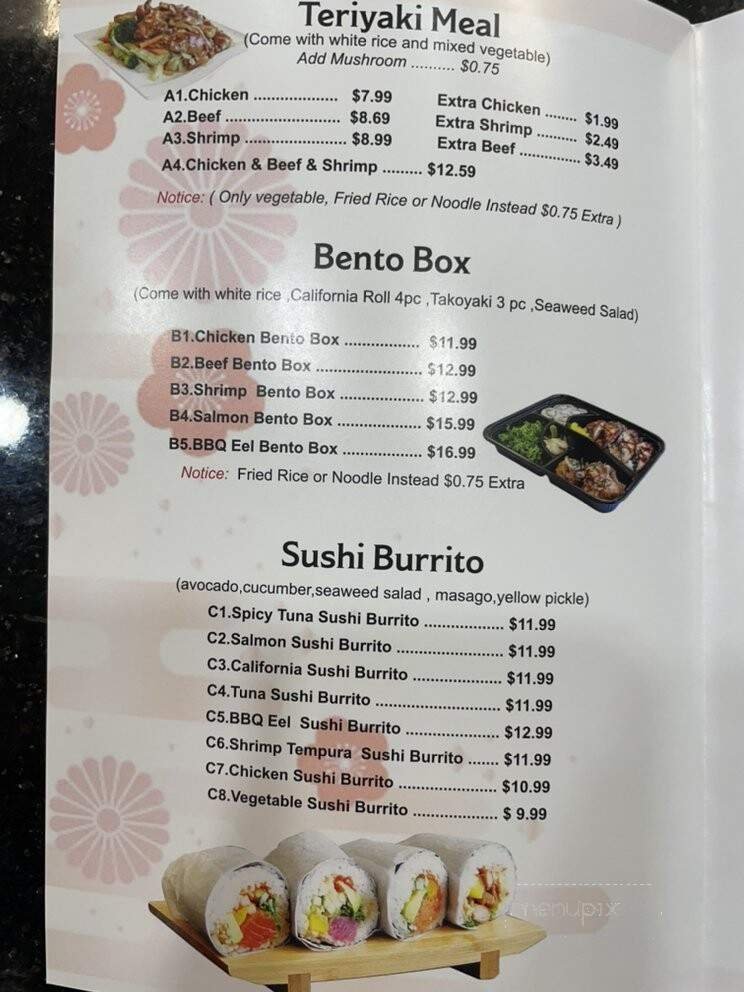 Teriyaki Meal
(Come with white rice and mixed vegetable)
Add Mushroom .......... $0.75
A1.Chicken ................... $7.99
A2.Beef .......................... $8.69
A3.Shrimp ....................... $8.99
Extra Chicken ........ $1.99
Extra Shrimp .......... $2.49
Extra Beef .............. $3.49
A4.Chicken & Beef & Shrimp ......... $12.59
Notice: ( Only vegetable, Fried Rice or Noodle Instead $0.75 Extra )
Bento Box
(Come with white rice ,California Roll 4pc ,Takoyaki 3 pc ,Seaweed Salad)
B1.Chicken Bento Box ................. $11.99
B2.Beef Bento Box ........................ $12.99
B3.Shrimp Bento Box ................... $12.99
B4.Salmon Bento Box ................... $15.99
B5.BBQ Eel Bento Box .................. $16.99
Notice: Fried Rice or Noodle Instead $0.75 Extra
Sushi Burrito
(avocado,cucumber,seaweed salad , masago,yellow pickle)
C1.Spicy Tuna Sushi Burrito .................. $11.99
C2.Salmon Sushi Burrito ........................ $11.99
C3.California Sushi Burrito .................... $11.99
C4.Tuna Sushi Burrito ............................ $11.99
C5.BBQ Eel Sushi Burrito ..................... $12.99
C6.Shrimp Tempura Sushi Burrito ....... $11.99
C7.Chicken Sushi Burrito ...................... $10.99
C8.Vegetable Sushi Burrito ................... $ 9.99
menupix